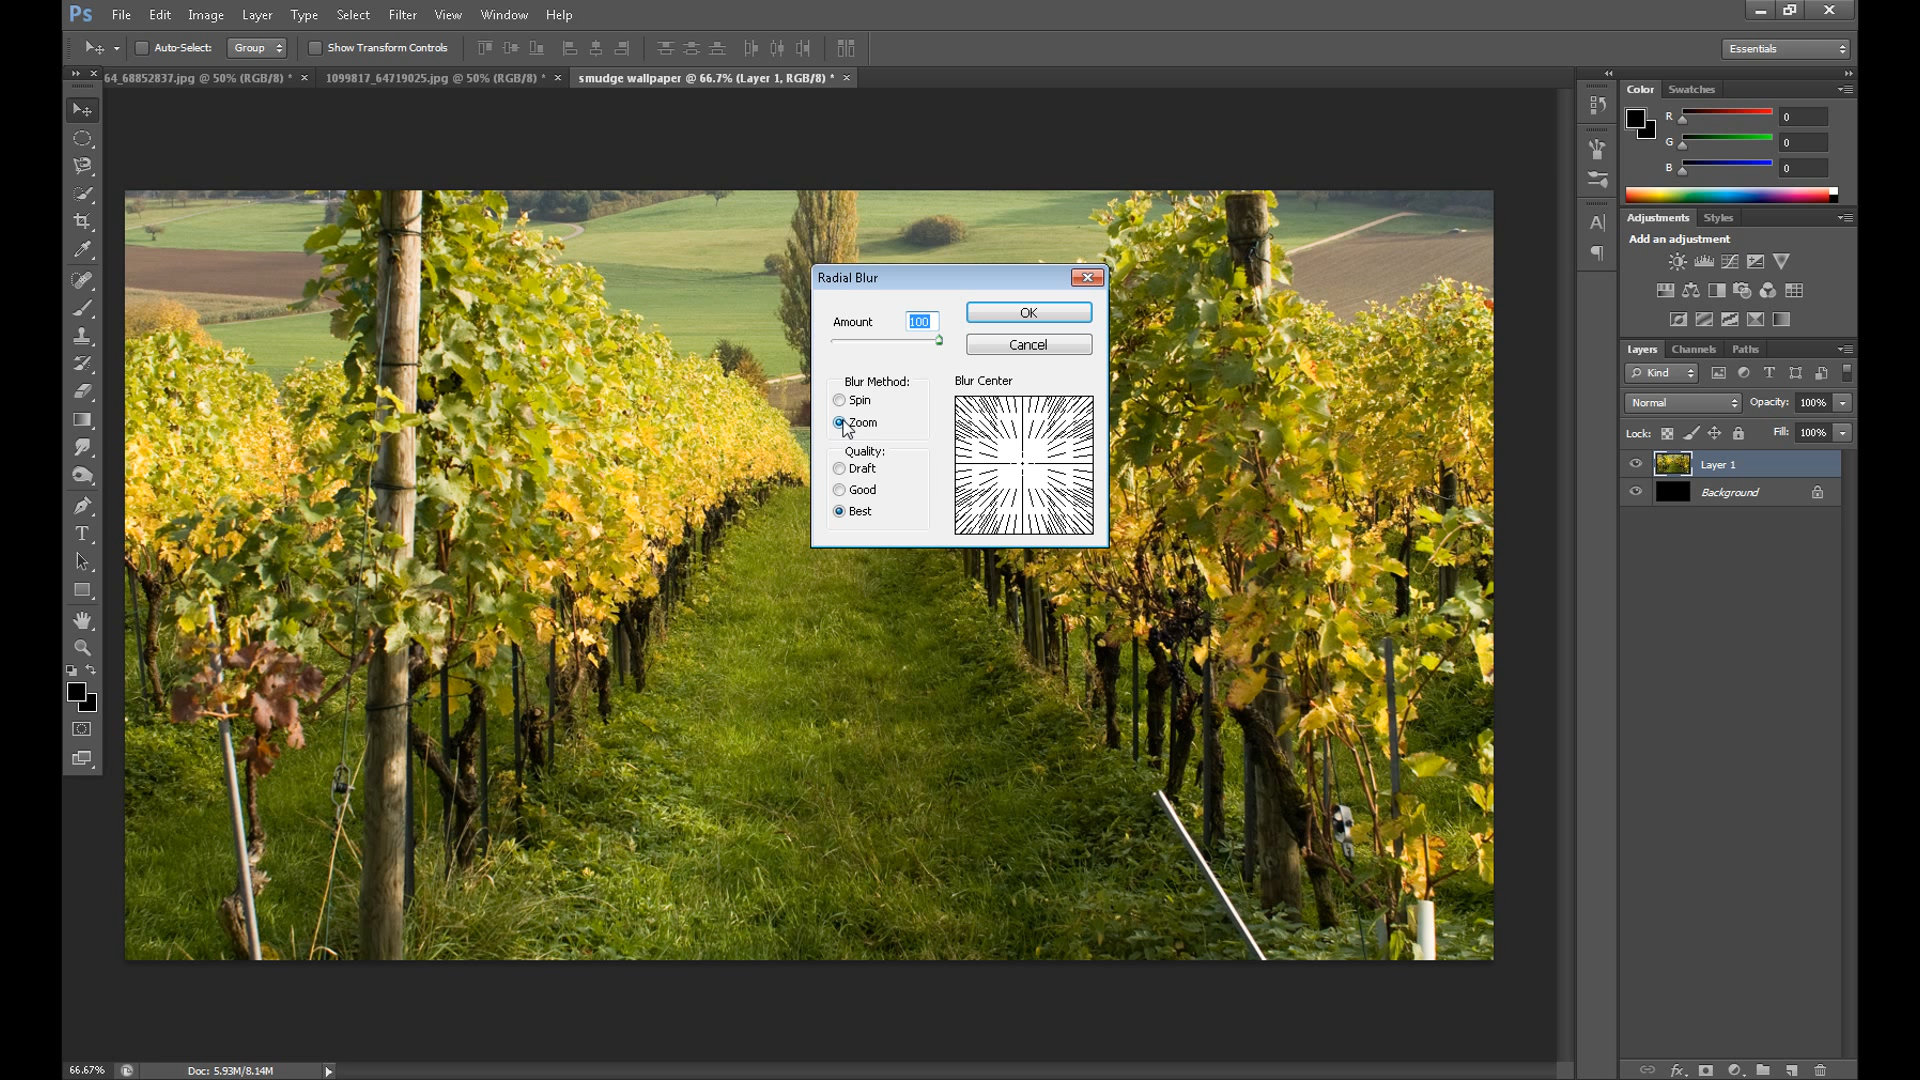 Ps File Edit Image Layer Type Select Filter View Window Help
Auto-Select: Group Show Transform Controls Essentials
64_68852837.jpg @ 50% (RGB/8) * 1099817_64719025.jpg @ 50% (RGB/8) * smudge wallpaper @ 66.7% (Layer 1, RGB/8) *
Color Swatches
R 0
G 0
B 0
Adjustments Styles
Add an adjustment
Radial Blur
Amount 100 OK
Cancel
Blur Method: Blur Center
Spin
Zoom
Quality:
Draft
Good
Best
Layers Channels Paths
Kind
Normal Opacity: 100%
Lock: Fill: 100%
Layer 1
Background
66.67% Doc: 5.93M/8.14M